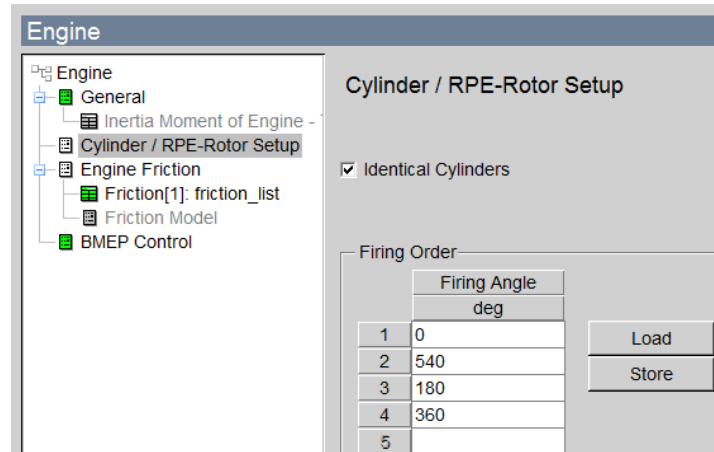 Engine
Engine
General
Inertia Moment of Engine -
Cylinder / RPE-Rotor Setup
Engine Friction
Friction[1]: friction_list
Friction Model
BMEP Control
Cylinder / RPE-Rotor Setup
Identical Cylinders
Firing Order
Firing Angle
deg
1 0
2 540
3 180
4 360
5
Load
Store